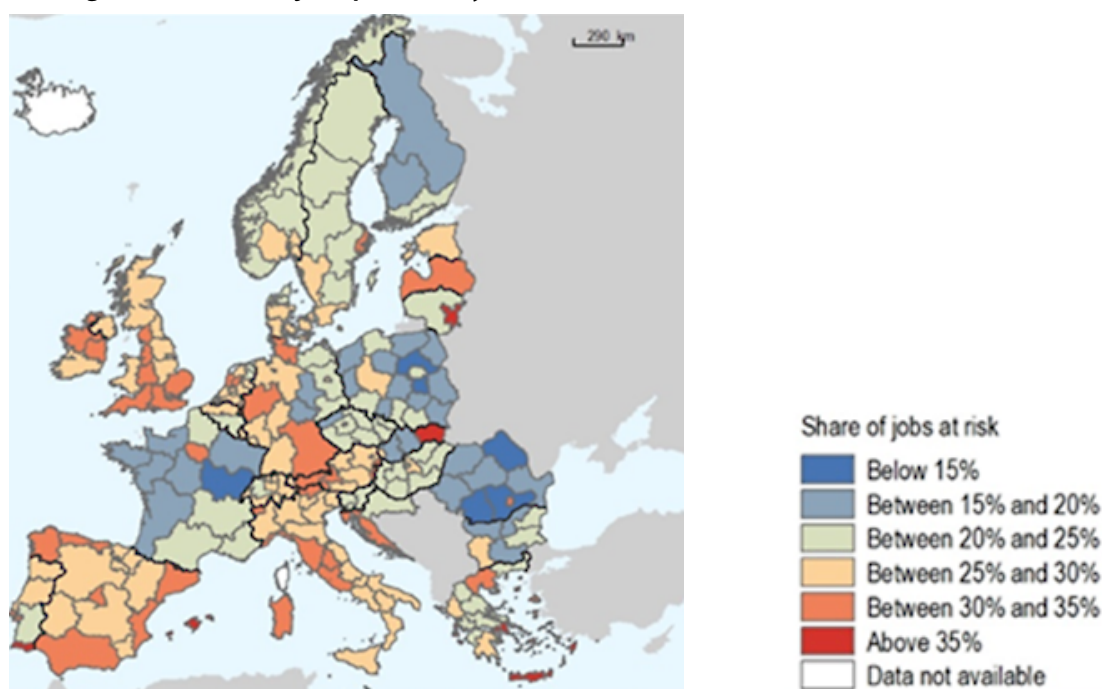 290 km
Share of jobs at risk
Below 15%
Between 15% and 20%
Between 20% and 25%
Between 25% and 30%
Between 30% and 35%
Above 35%
Data not available